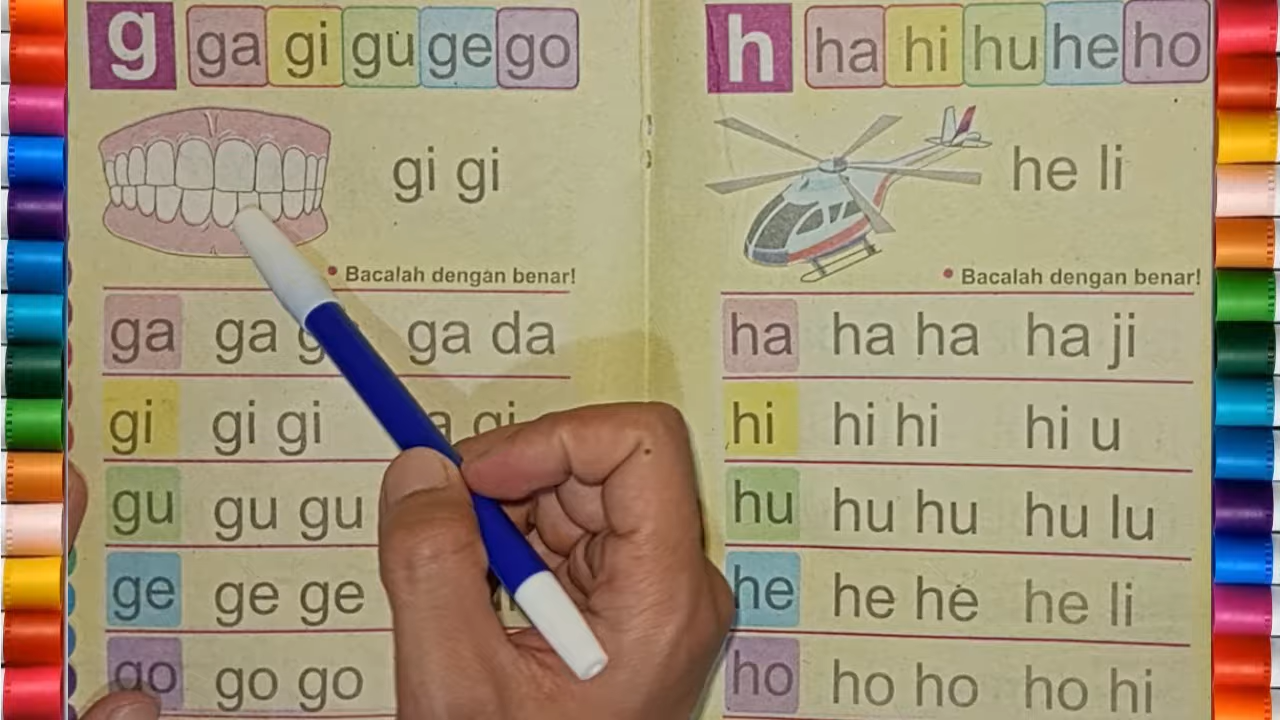 g ga gi gu ge go
gi gi
• Bacalah dengan benar!
ga ga ga da
gi gi gi gi
gu gu gu
ge ge ge
go go go
h ha hi hu he ho
he li
• Bacalah dengan benar!
ha ha ha ha ji
hi hi hi hi u
hu hu hu hu lu
he he he he li
ho ho ho ho hi